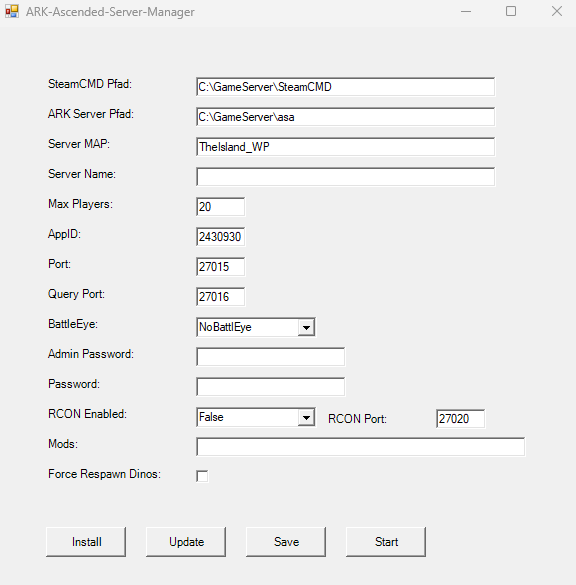 ARK-Ascended-Server-Manager
SteamCMD Pfad: C:\GameServer\SteamCMD
ARK Server Pfad: C:\GameServer\asa
Server MAP: TheIsland_WP
Server Name:
Max Players: 20
AppID: 2430930
Port: 27015
Query Port: 27016
BattleEye: NoBattlEye
Admin Password:
Password:
RCON Enabled: False RCON Port: 27020
Mods:
Force Respawn Dinos:
Install Update Save Start